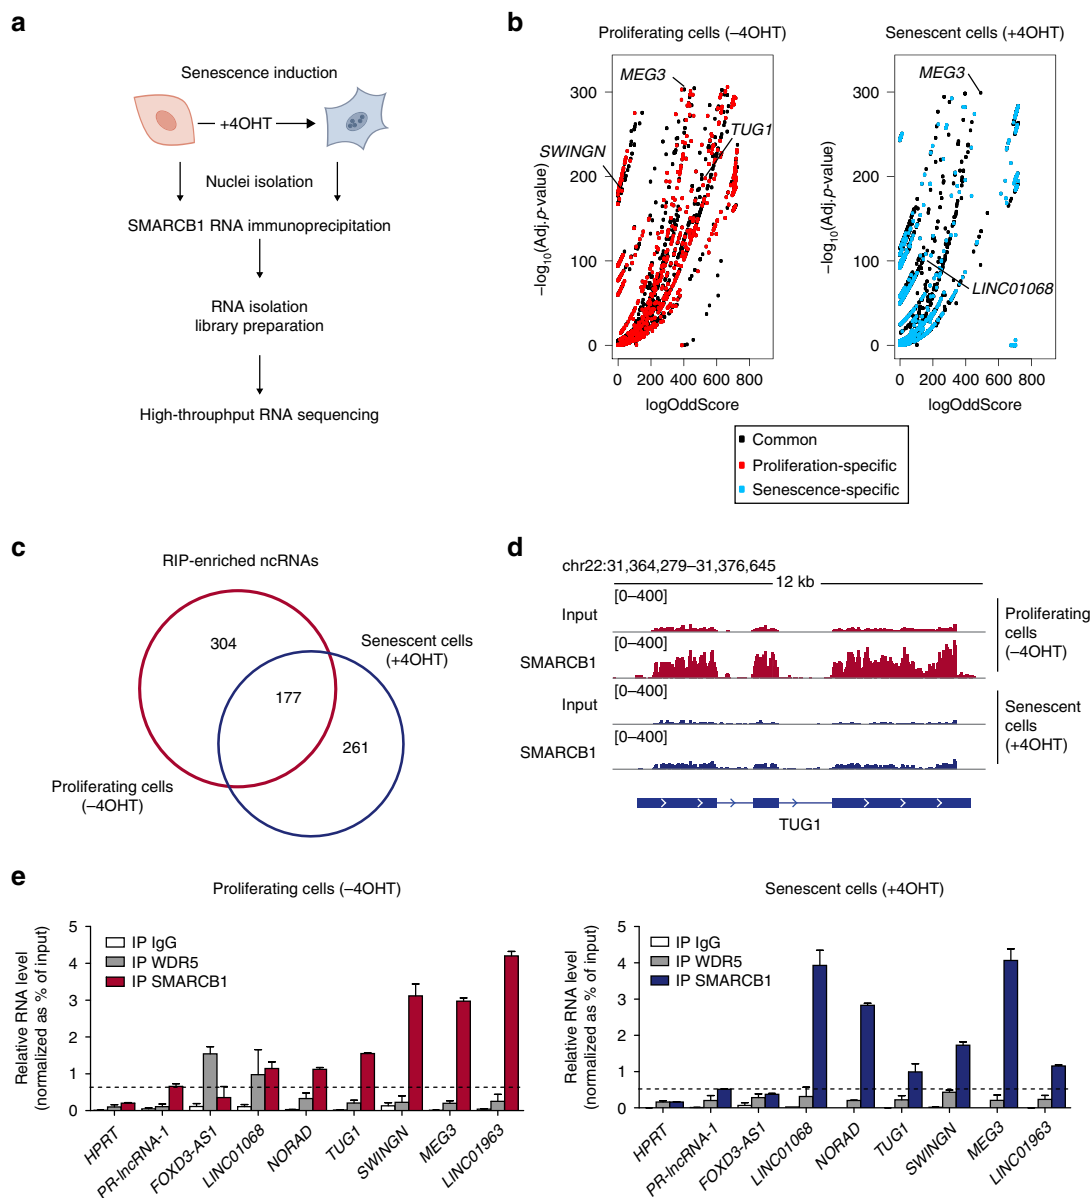 a
Senescence induction
+4OHT
Nuclei isolation
SMARCB1 RNA immunoprecipitation
RNA isolation
library preparation
High-throuphput RNA sequencing
b
Proliferating cells (–4OHT)
MEG3
TUG1
SWINGN
–log10(Adj.p-value)
300
200
100
0
0 200 400 600 800
logOddScore
Senescent cells (+4OHT)
MEG3
LINC01068
–log10(Adj.p-value)
300
200
100
0
0 200 400 600 800
logOddScore
Common
Proliferation-specific
Senescence-specific
c
RIP-enriched ncRNAs
304
Senescent cells
(+4OHT)
177
261
Proliferating cells
(–4OHT)
d
chr22:31,364,279–31,376,645
12 kb
Input
[0–400]
SMARCB1
[0–400]
Proliferating
cells
(–4OHT)
Input
[0–400]
SMARCB1
[0–400]
Senescent
cells
(+4OHT)
TUG1
e
Proliferating cells (–4OHT)
Relative RNA level
(normalized as % of input)
5
4
3
2
1
0
IP IgG
IP WDR5
IP SMARCB1
HPRT
PR-lncRNA-1
FOXD3-AS1
LINC01068
NORAD
TUG1
SWINGN
MEG3
LINC01963
Senescent cells (+4OHT)
Relative RNA level
(normalized as % of input)
5
4
3
2
1
0
IP IgG
IP WDR5
IP SMARCB1
HPRT
PR-lncRNA-1
FOXD3-AS1
LINC01068
NORAD
TUG1
SWINGN
MEG3
LINC01963